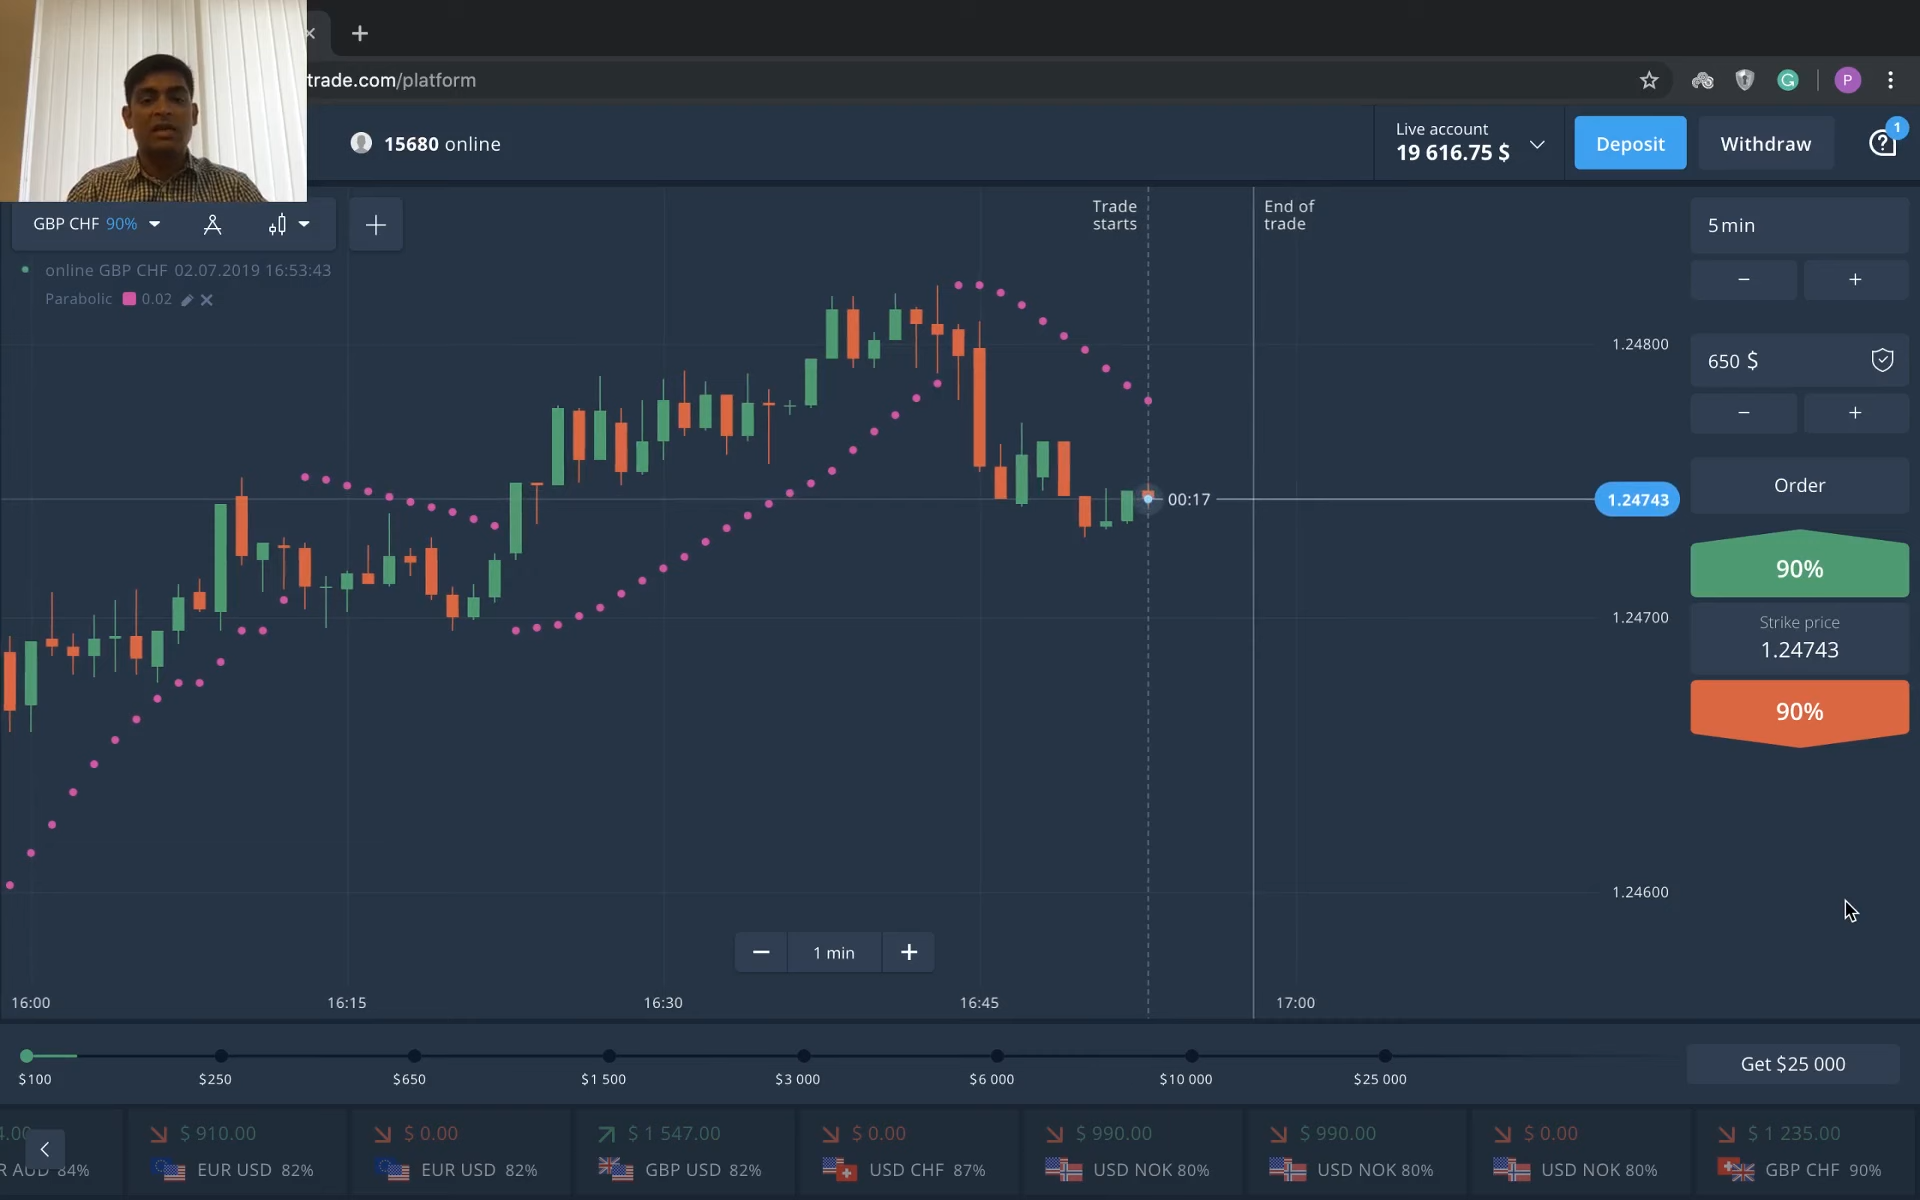 trade.com/platform
P
15680 online
Live account
19 616.75 $
Deposit
Withdraw
1
GBP CHF 90%
Trade starts
End of trade
5 min
online GBP CHF 02.07.2019 16:53:43
Parabolic 0.02
1.24800
650 $
Order
00:17
1.24743
90%
1.24700
Strike price
1.24743
90%
1.24600
1 min
16:00 16:15 16:30 16:45 17:00
$100 $250 $650 $1 500 $3 000 $6 000 $10 000 $25 000
Get $25 000
$ 910.00 $ 0.00 $ 1 547.00 $ 0.00 $ 990.00 $ 990.00 $ 0.00 $ 1 235.00
84% EUR USD 82% EUR USD 82% GBP USD 82% USD CHF 87% USD NOK 80% USD NOK 80% USD NOK 80% GBP CHF 90%